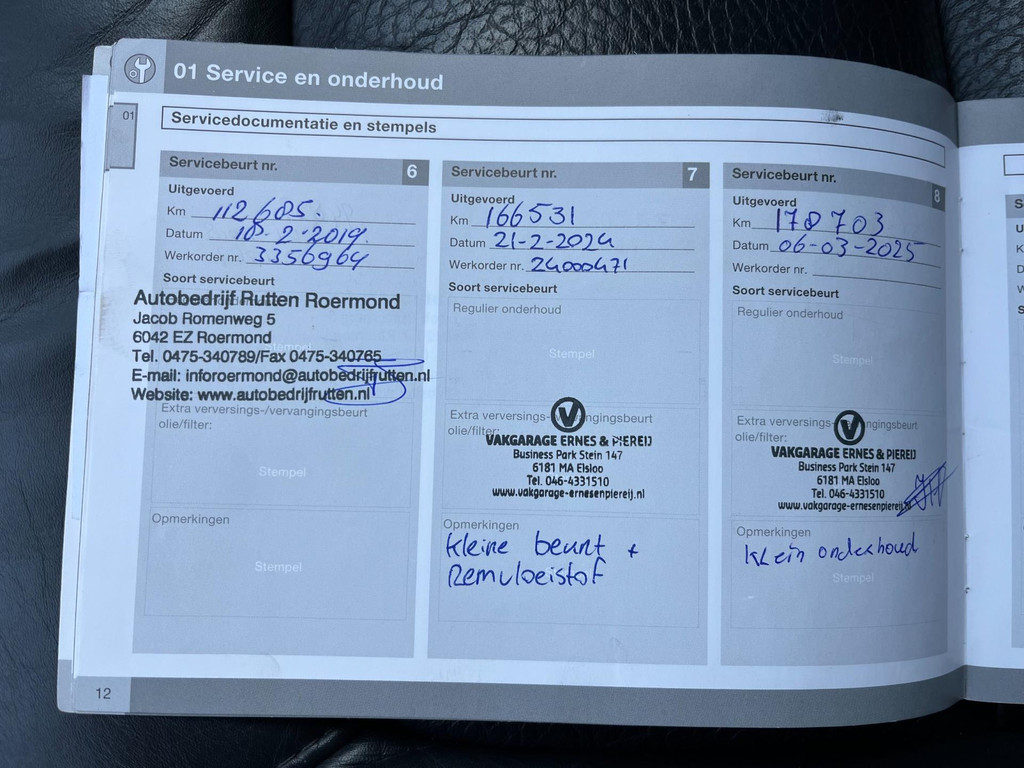 01 Service en onderhoud
01
Servicedocumentatie en stempels
Servicebeurt nr. 6
Uitgevoerd
Km 112685.
Datum 18-2-2019.
Werkorder nr. 3356964
Autobedrijf Rutten Roermond
Jacob Romenweg 5
6042 EZ Roermond
Tel. 0475-340789/Fax 0475-340765
E-mail: inforoermond@autobedrijfrutten.nl
Website: www.autobedrijfrutten.nl
Extra verversings-/vervangingsbeurt
olie/filter:
Stempel
Opmerkingen
Stempel
Servicebeurt nr. 7
Uitgevoerd
Km 166531
Datum 21-2-2024
Werkorder nr. 24000471
Soort servicebeurt
Regulier onderhoud
Stempel
Extra verversings-/vervangingsbeurt
olie/filter:
VAKGARAGE ERNES & PIEREIJ
Business Park Stein 147
6181 MA Elsloo
Tel. 046-4331510
www.vakgarage-ernesenpiereij.nl
Opmerkingen
Kleine beurt +
Remvloeistof
Servicebeurt nr. 8
Uitgevoerd
Km 178703
Datum 06-03-2025
Werkorder nr.
Soort servicebeurt
Regulier onderhoud
Stempel
Extra verversings-/vervangingsbeurt
olie/filter:
VAKGARAGE ERNES & PIEREIJ
Business Park Stein 147
6181 MA Elsloo
Tel. 046-4331510
www.vakgarage-ernesenpiereij.nl
Opmerkingen
Klein onderhoud
Stempel
12